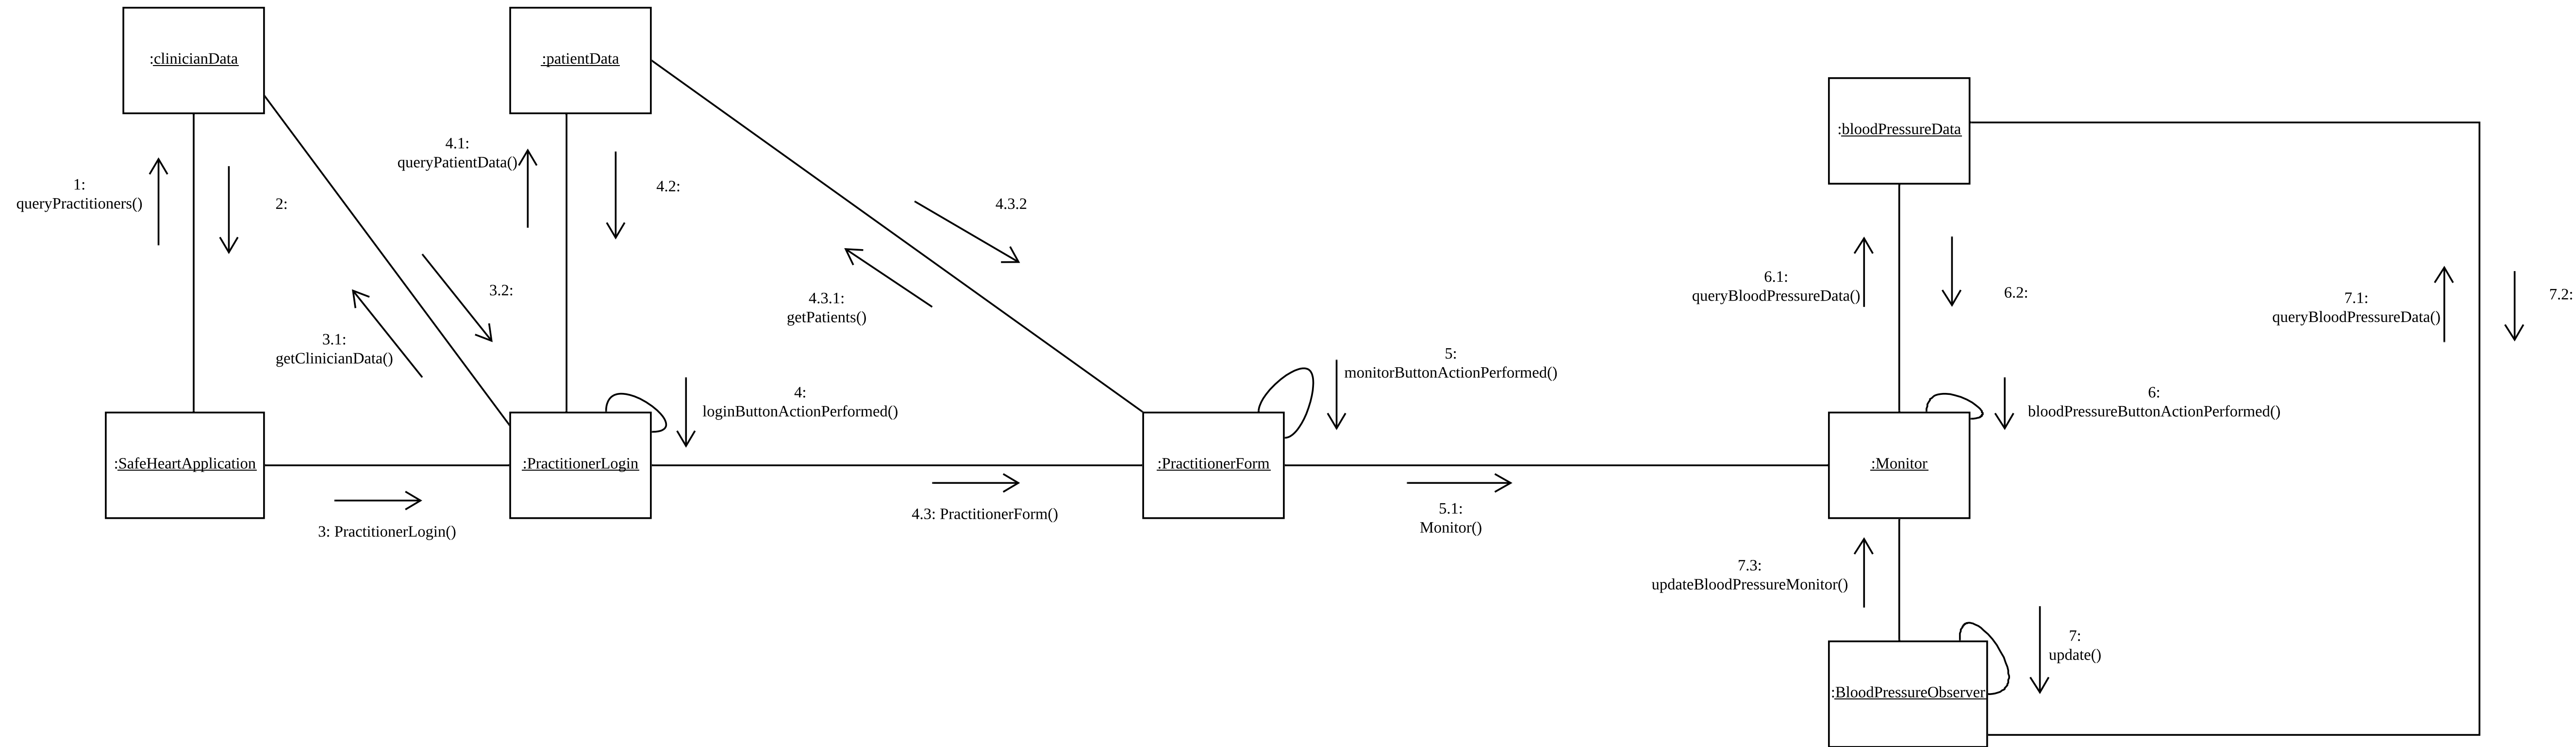 :clinicianData
:patientData
:bloodPressureData
4.1:
queryPatientData()
1:
queryPractitioners()
2:
4.2:
4.3.2
3.2:
4.3.1:
getPatients()
6.1:
queryBloodPressureData()
6.2:
7.1:
queryBloodPressureData()
7.2:
3.1:
getClinicianData()
5:
monitorButtonActionPerformed()
4:
loginButtonActionPerformed()
6:
bloodPressureButtonActionPerformed()
:SafeHeartApplication
:PractitionerLogin
:PractitionerForm
:Monitor
3: PractitionerLogin()
4.3: PractitionerForm()
5.1:
Monitor()
7.3:
updateBloodPressureMonitor()
7:
update()
:BloodPressureObserver